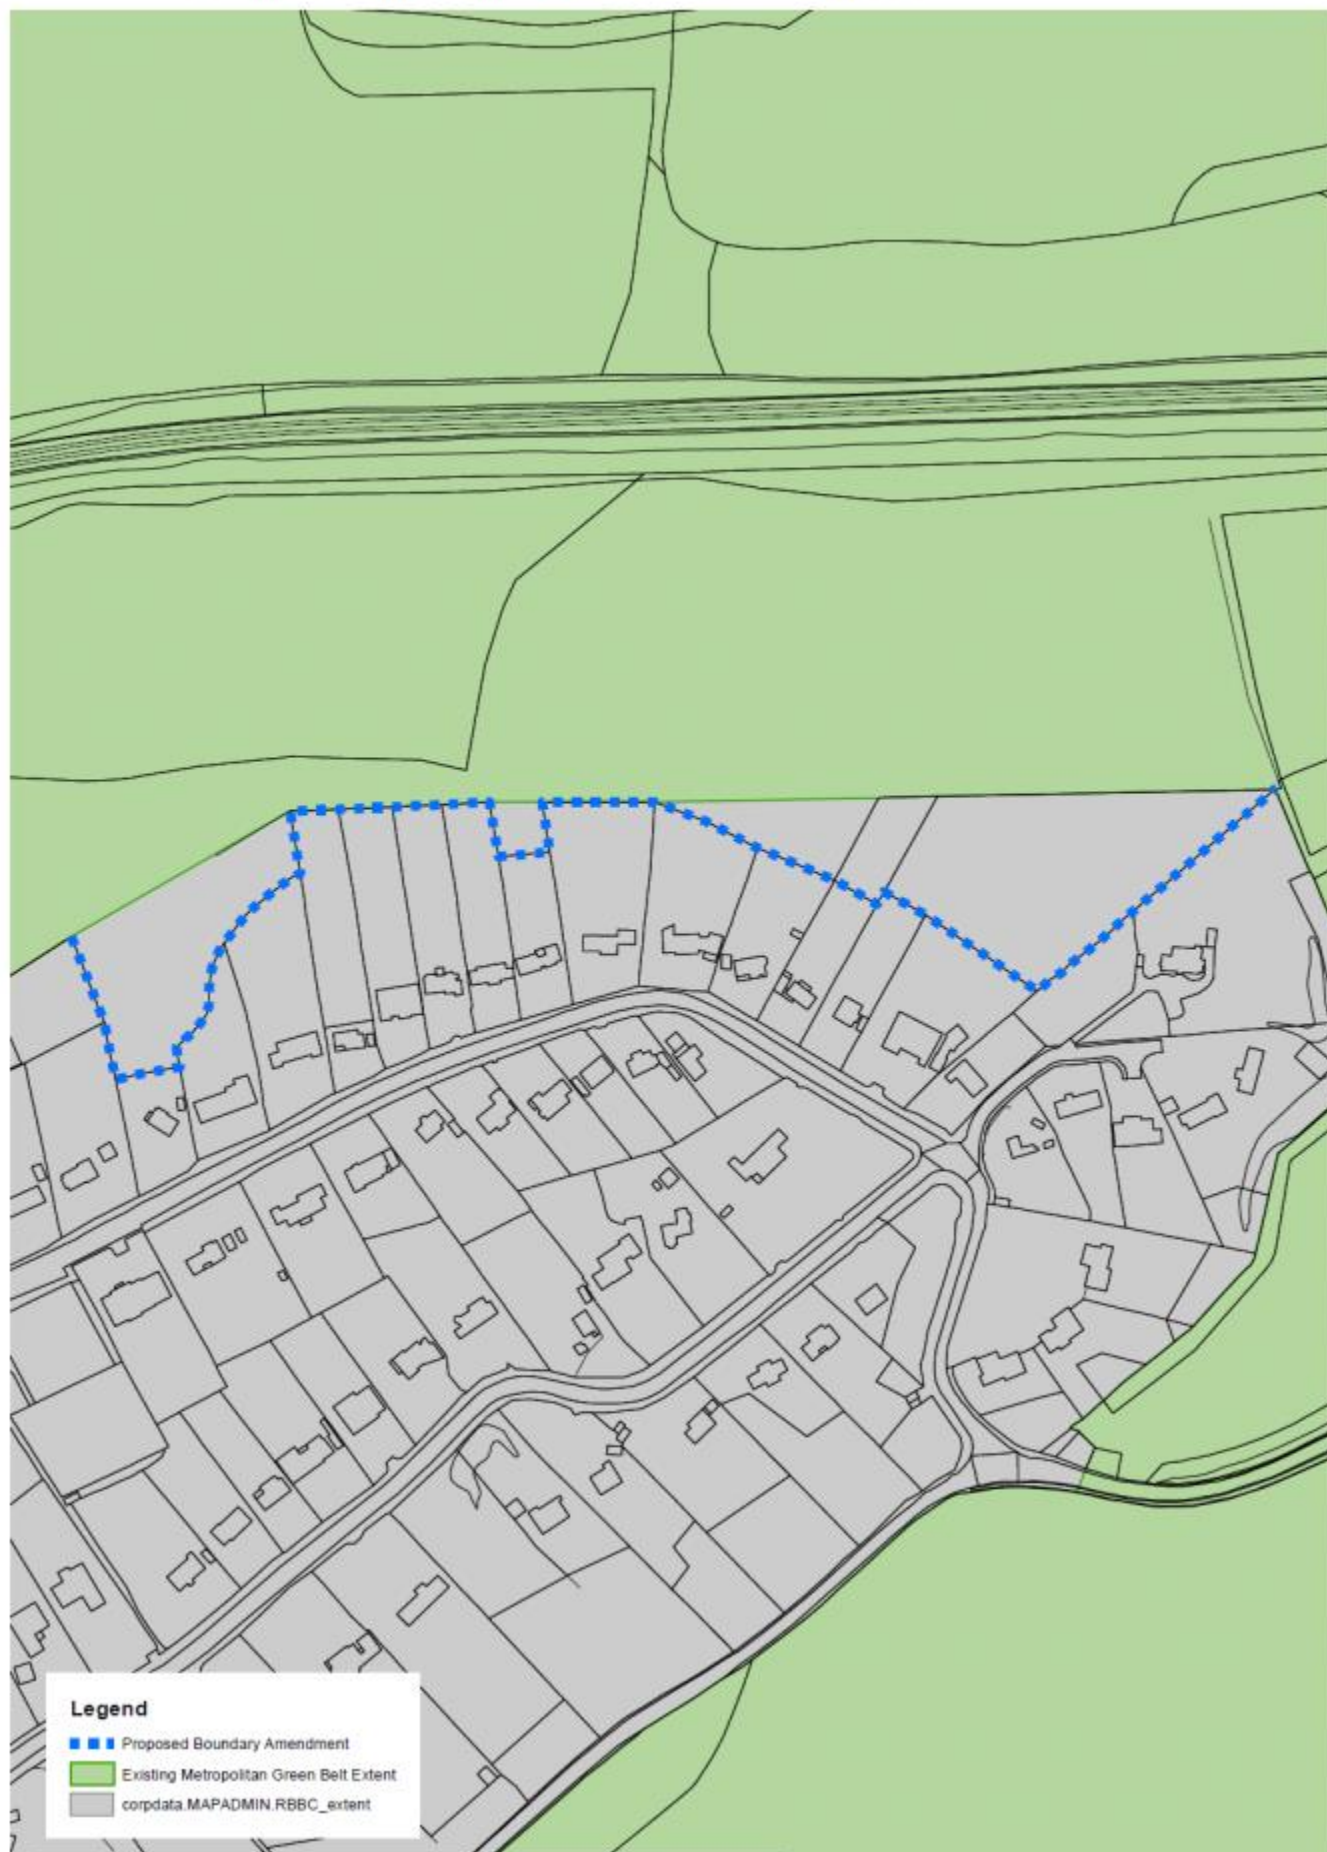 Legend
Proposed Boundary Amendment
Existing Metropolitan Green Belt Extent
corpdata.MAPADMIN.RBBC_extent